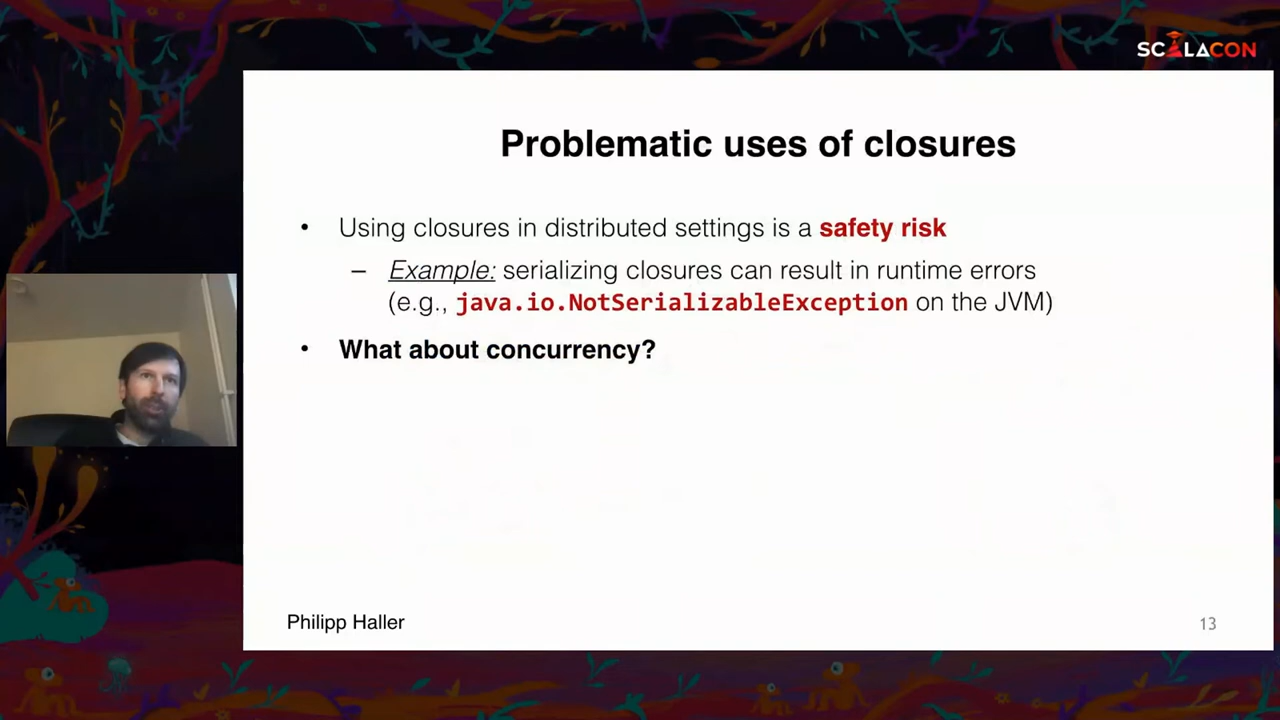 SCALACON
Problematic uses of closures
• Using closures in distributed settings is a safety risk
– Example: serializing closures can result in runtime errors
(e.g., java.io.NotSerializableException on the JVM)
• What about concurrency?
Philipp Haller
13